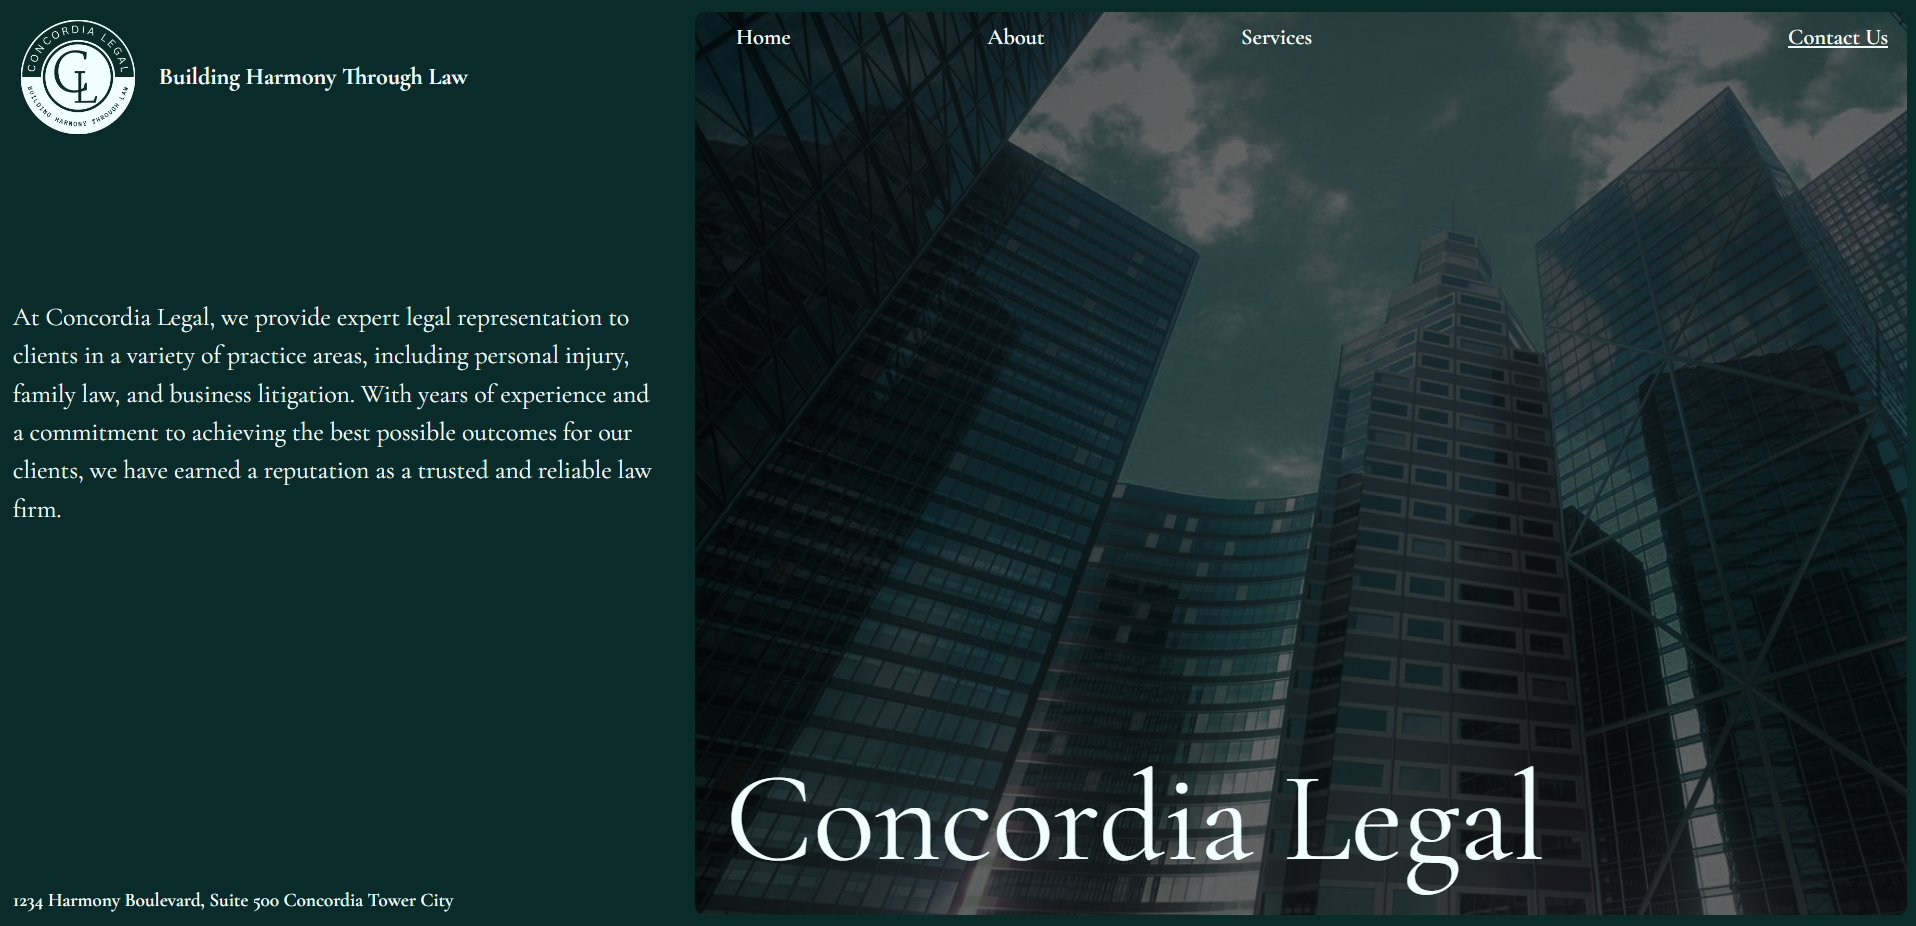 CONCORDIA LEGAL
CL
BUILDING HARMONY THROUGH LAW
Building Harmony Through Law
Home
About
Services
Contact Us
At Concordia Legal, we provide expert legal representation to
clients in a variety of practice areas, including personal injury,
family law, and business litigation. With years of experience and
a commitment to achieving the best possible outcomes for our
clients, we have earned a reputation as a trusted and reliable law
firm.
Concordia Legal
1234 Harmony Boulevard, Suite 500 Concordia Tower City